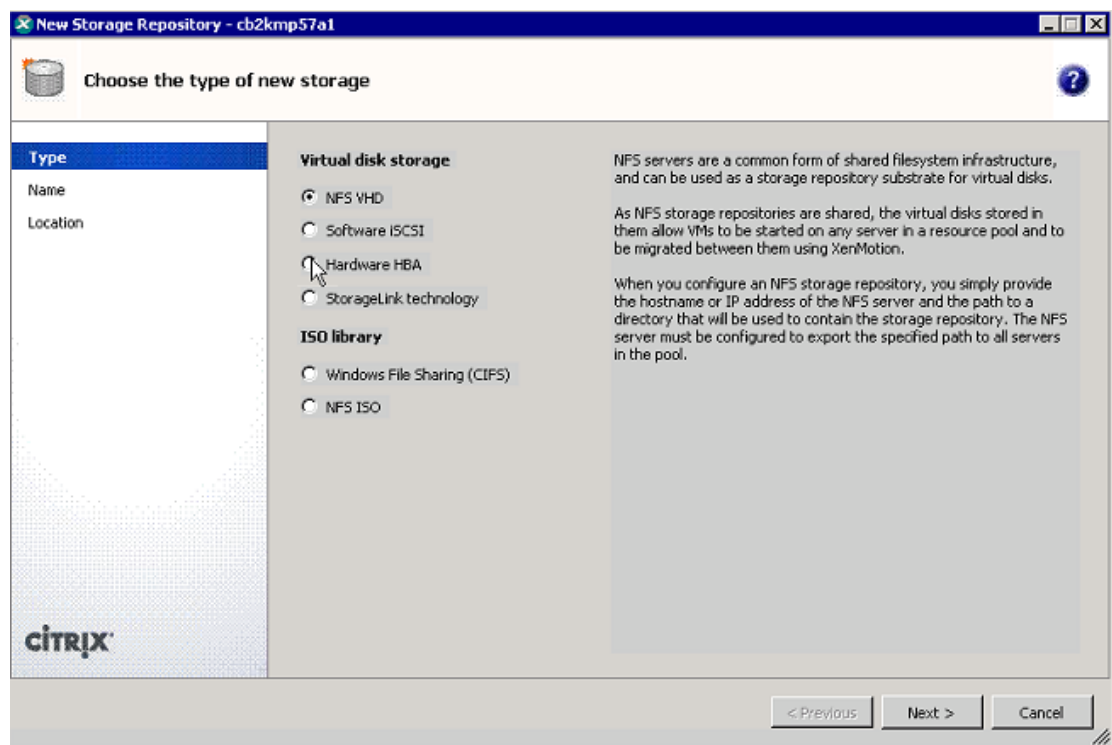 New Storage Repository - cb2kmp57a1
Choose the type of new storage
?
Type
Name
Location
Virtual disk storage
NFS VHD
Software iSCSI
Hardware HBA
StorageLink technology
ISO library
Windows File Sharing (CIFS)
NFS ISO
NFS servers are a common form of shared filesystem infrastructure,
and can be used as a storage repository substrate for virtual disks.
As NFS storage repositories are shared, the virtual disks stored in
them allow VMs to be started on any server in a resource pool and to
be migrated between them using XenMotion.
When you configure an NFS storage repository, you simply provide
the hostname or IP address of the NFS server and the path to a
directory that will be used to contain the storage repository. The NFS
server must be configured to export the specified path to all servers
in the pool.
CİTRIX
< Previous
Next >
Cancel